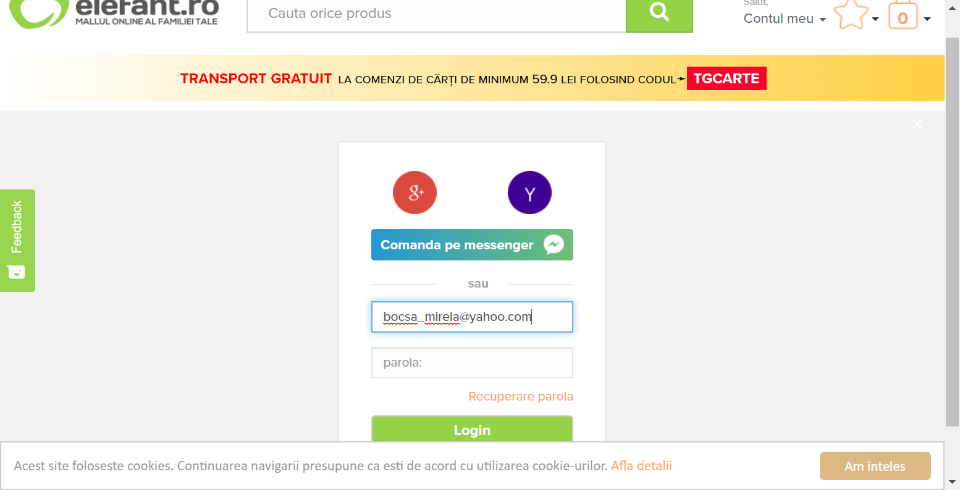 elefant.ro
MALLUL ONLINE AL FAMILIEI TALE
Cauta orice produs
Salut,
Contul meu
0
TRANSPORT GRATUIT LA COMENZI DE CĂRȚI DE MINIMUM 59.9 LEI FOLOSIND CODUL TGCARTE
Feedback
g+
Y
Comanda pe messenger
sau
bocsa_mirela@yahoo.com
parola:
Recuperare parola
Login
Acest site foloseste cookies. Continuarea navigarii presupune ca esti de acord cu utilizarea cookie-urilor. Afla detalii
Am inteles